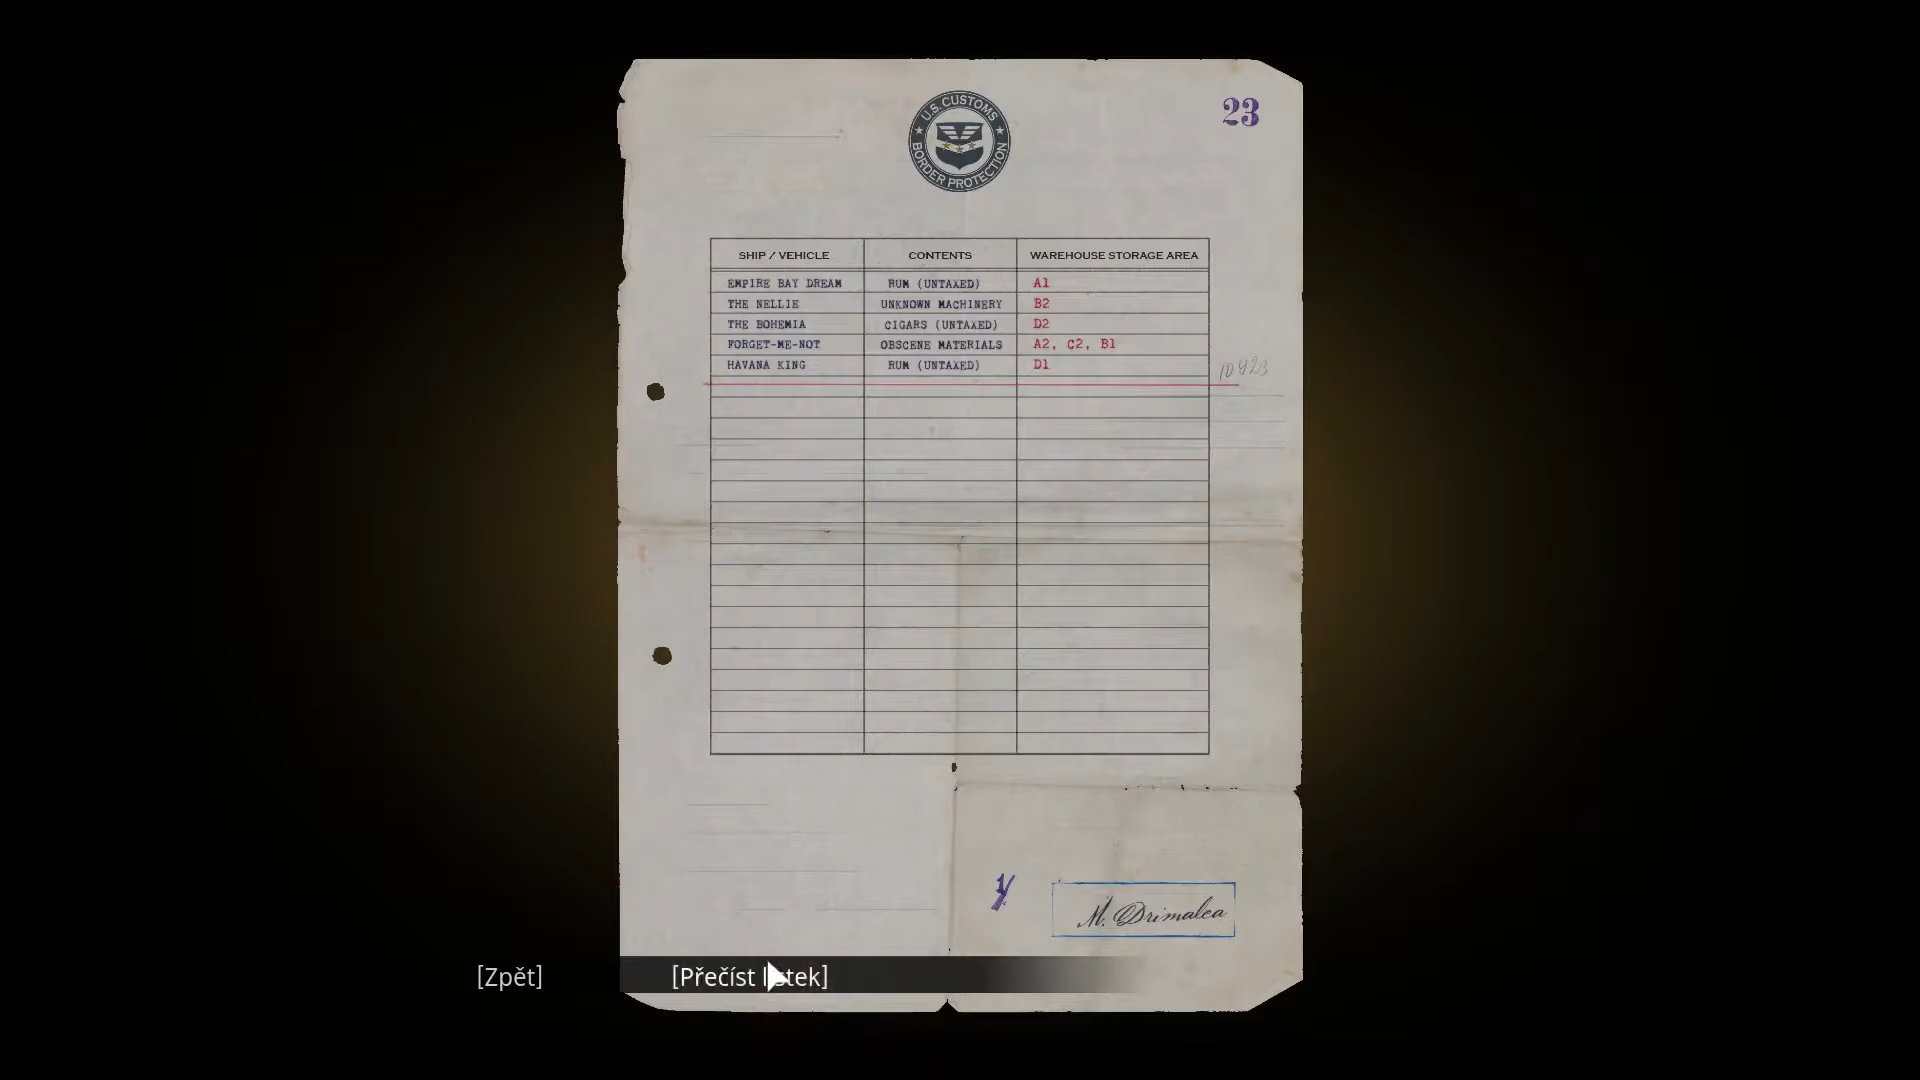 U.S. CUSTOMS
BORDER PROTECTION
23
SHIP / VEHICLE CONTENTS WAREHOUSE STORAGE AREA
EMPIRE BAY DREAM RUM (UNTAXED) A1
THE NELLIE UNKNOWN MACHINERY B2
THE BOHEMIA CIGARS (UNTAXED) D2
FORGET-ME-NOT OBSCENE MATERIALS A2, C2, B1
HAVANA KING RUM (UNTAXED) D1
10423
M. Drimalca
[Zpět] [Přečíst lístek]